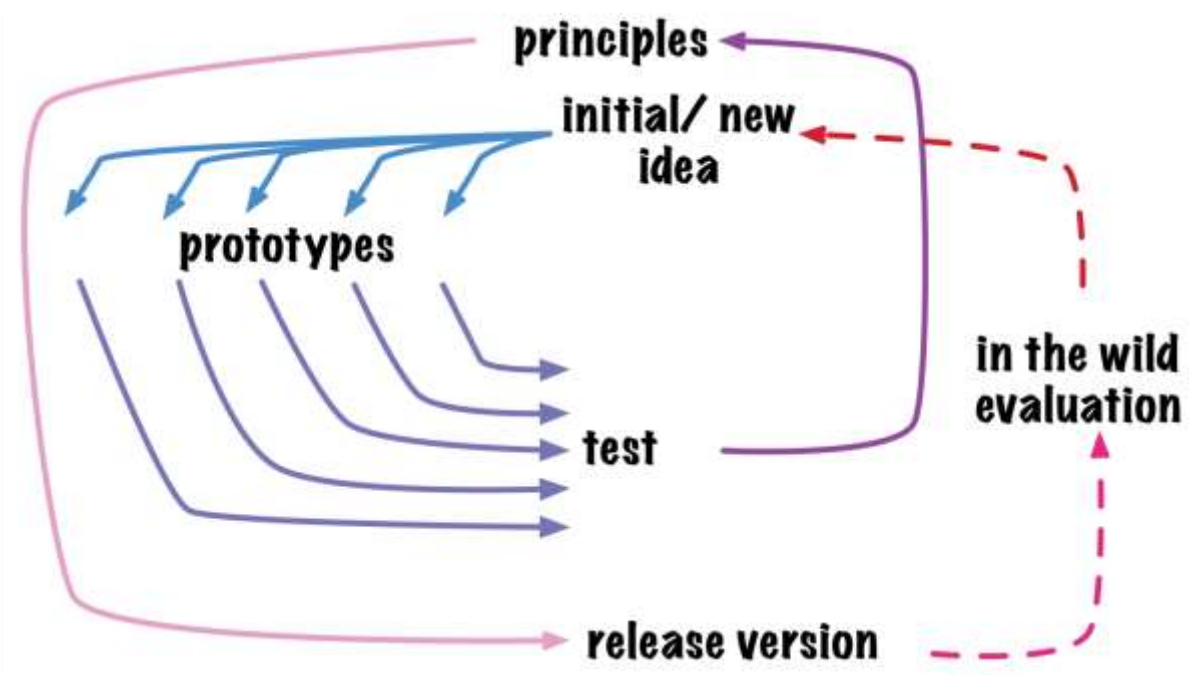 principles
initial/ new
idea
prototypes
in the wild
evaluation
test
release version